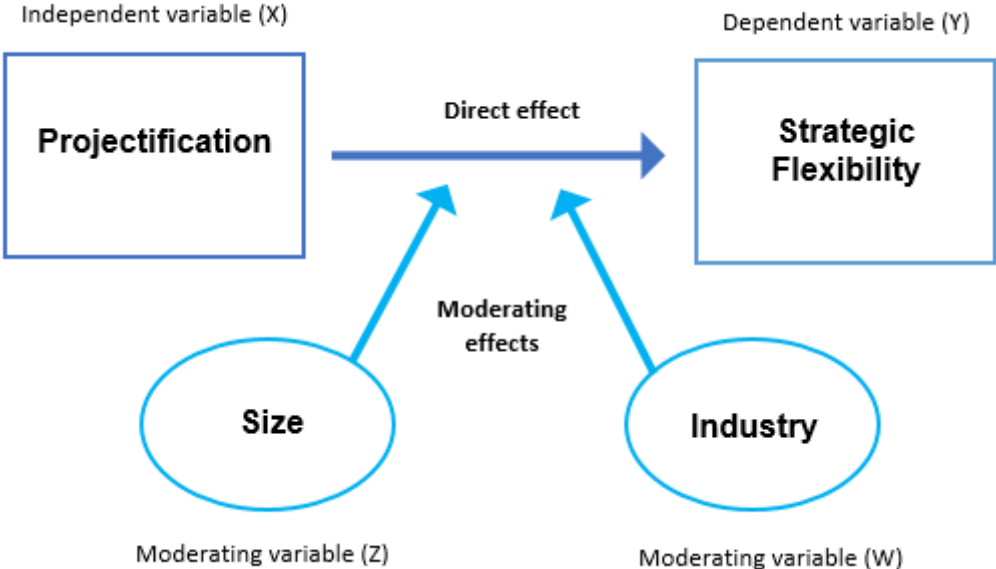 Independent variable (X)
Dependent variable (Y)
Direct effect
Projectification
Strategic
Flexibility
Moderating
effects
Size
Industry
Moderating variable (Z)
Moderating variable (W)